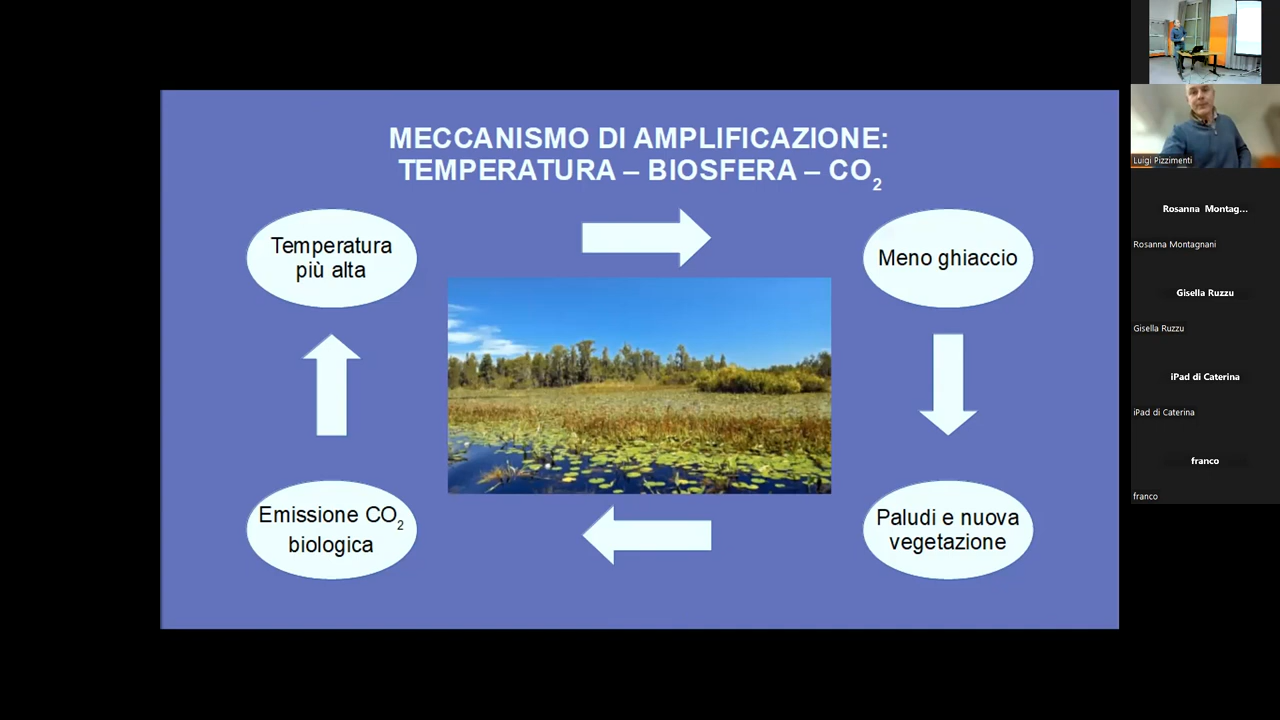 MECCANISMO DI AMPLIFICAZIONE:
TEMPERATURA – BIOSFERA – CO2
Temperatura
più alta
Meno ghiaccio
Emissione CO2
biologica
Paludi e nuova
vegetazione
Luigi Pizzimenti
Rosanna Montag...
Rosanna Montagnani
Gisella Ruzzu
Gisella Ruzzu
iPad di Caterina
iPad di Caterina
franco
franco